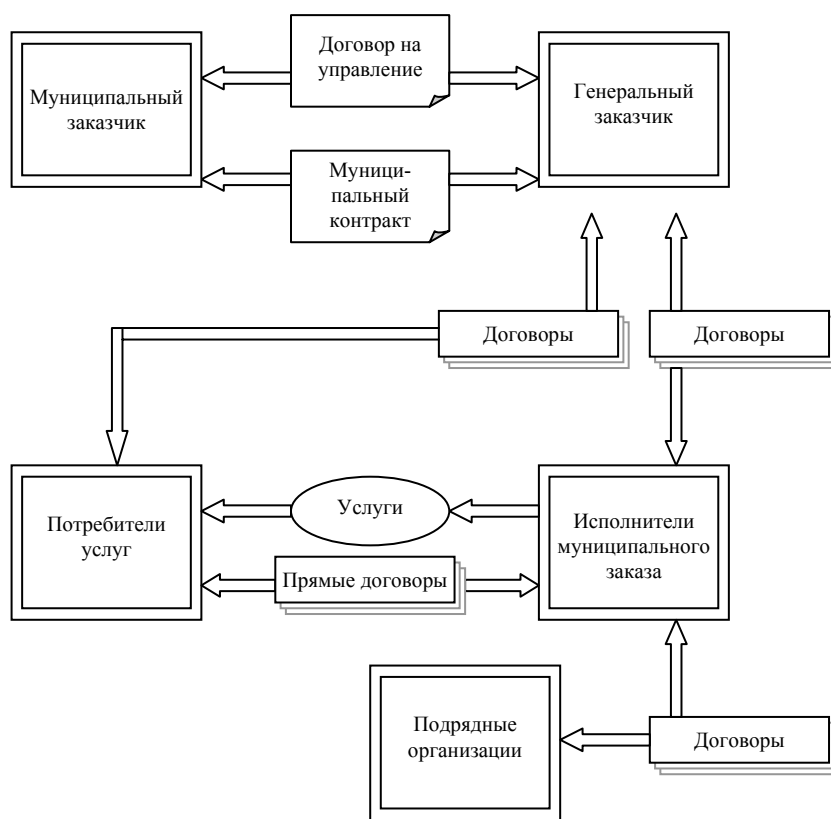 Муниципальный
заказчик
Договор на
управление
Генеральный
заказчик
Муници-
пальный
контракт
Договоры
Договоры
Потребители
услуг
Услуги
Прямые договоры
Исполнители
муниципального
заказа
Подрядные
организации
Договоры